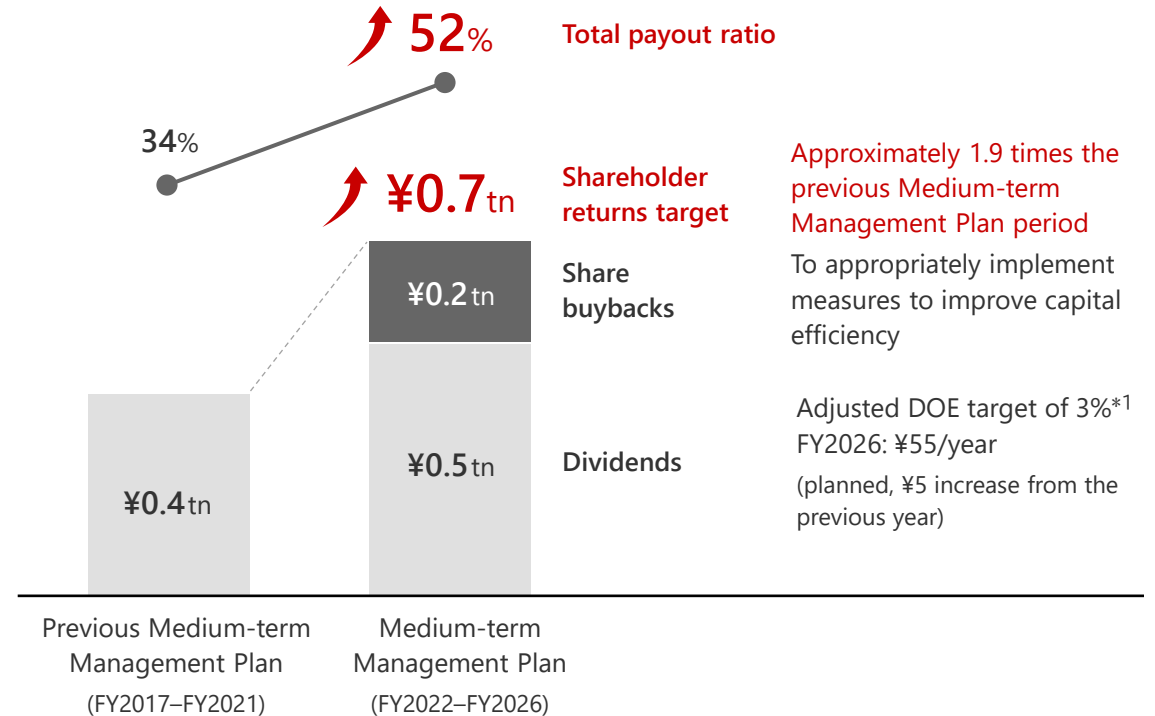 52%
Total payout ratio
34%
¥0.7tn
Shareholder
returns target
Approximately 1.9 times the
previous Medium-term
Management Plan period
¥0.2tn
Share
buybacks
To appropriately implement
measures to improve capital
efficiency
¥0.4tn
¥0.5tn
Dividends
Adjusted DOE target of 3%*1
FY2026: ¥55/year
(planned, ¥5 increase from the
previous year)
Previous Medium-term
Management Plan
(FY2017–FY2021)
Medium-term
Management Plan
(FY2022–FY2026)